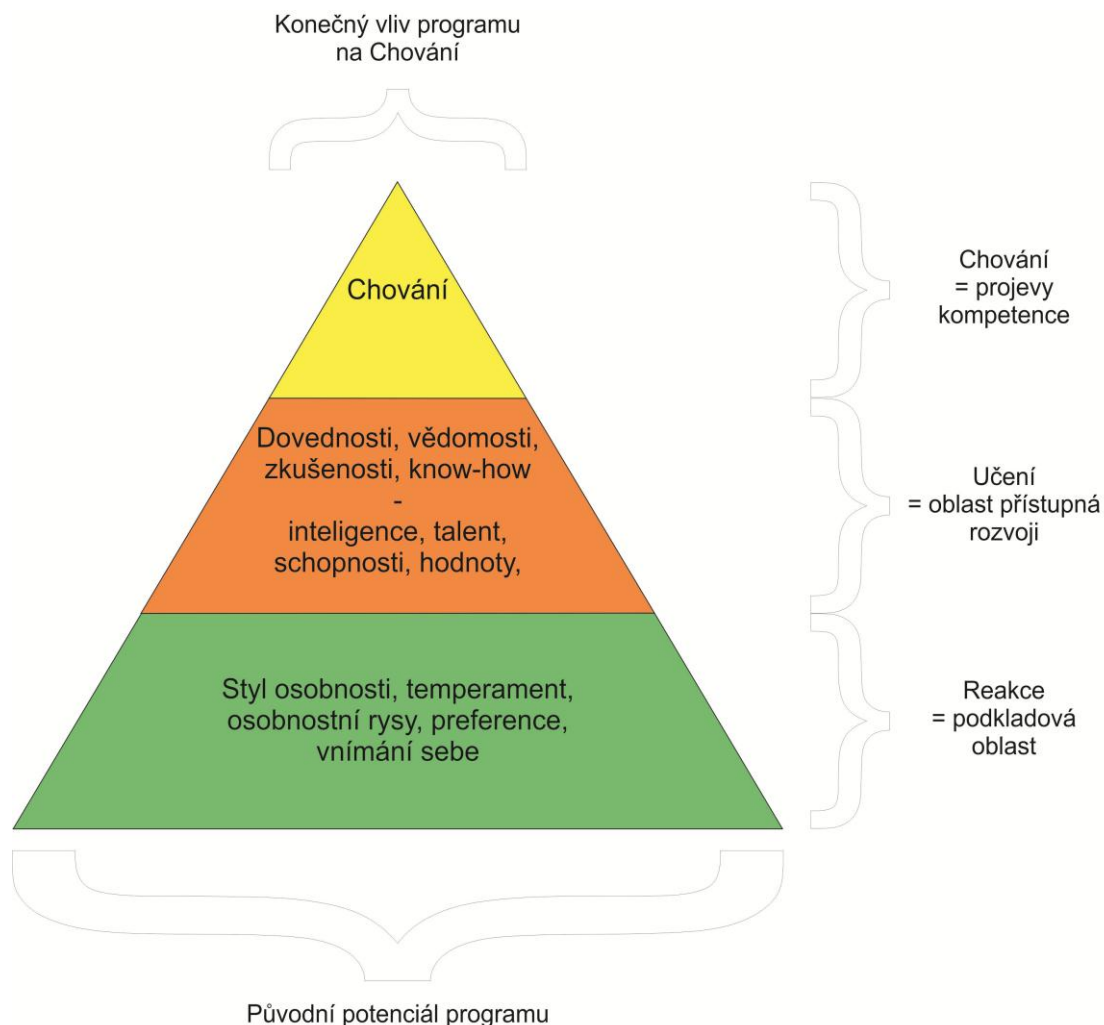 Konečný vliv programu
na Chování
Chování
Chování
= projevy
kompetence
Dovednosti, vědomosti,
zkušenosti, know-how
-
inteligence, talent,
schopnosti, hodnoty,
Učení
= oblast přístupná
rozvoji
Styl osobnosti, temperament,
osobnostní rysy, preference,
vnímání sebe
Reakce
= podkladová
oblast
Původní potenciál programu